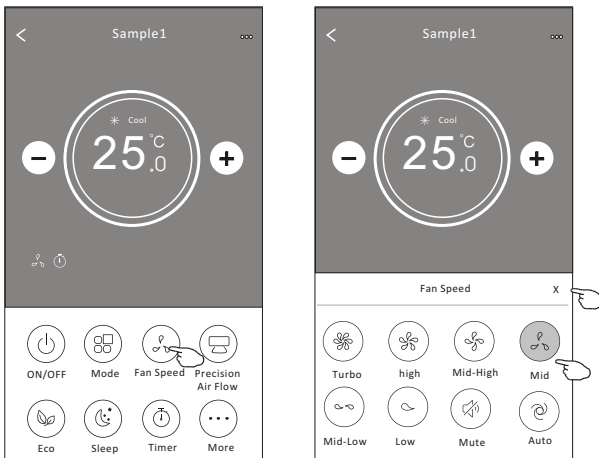 Sample1
Cool
25.0 °C
ON/OFF Mode Fan Speed Precision
Air Flow
Eco Sleep Timer More
Sample1
Cool
25.0 °C
Fan Speed X
Turbo high Mid-High Mid
Mid-Low Low Mute Auto